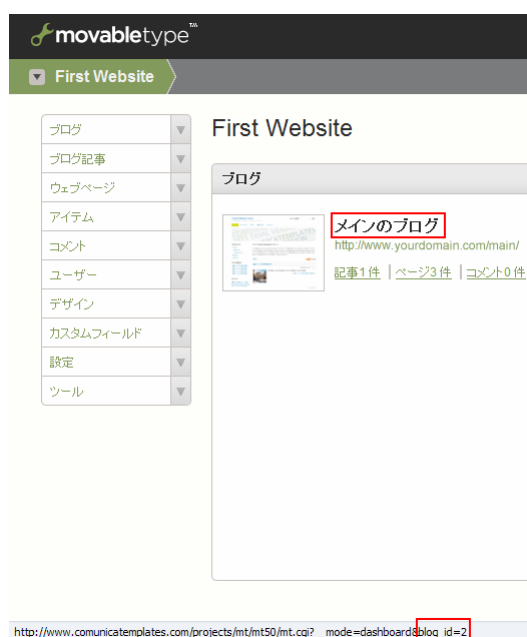 movabletype™
First Website
ブログ
ブログ記事
ウェブページ
アイテム
コメント
ユーザー
デザイン
カスタムフィールド
設定
ツール
First Website
ブログ
メインのブログ
http://www.yourdomain.com/main/
記事1件 | ページ3件 | コメント0件
http://www.comunicatemplates.com/projects/mt/mt50/mt.cgi?__mode=dashboard&blog_id=2